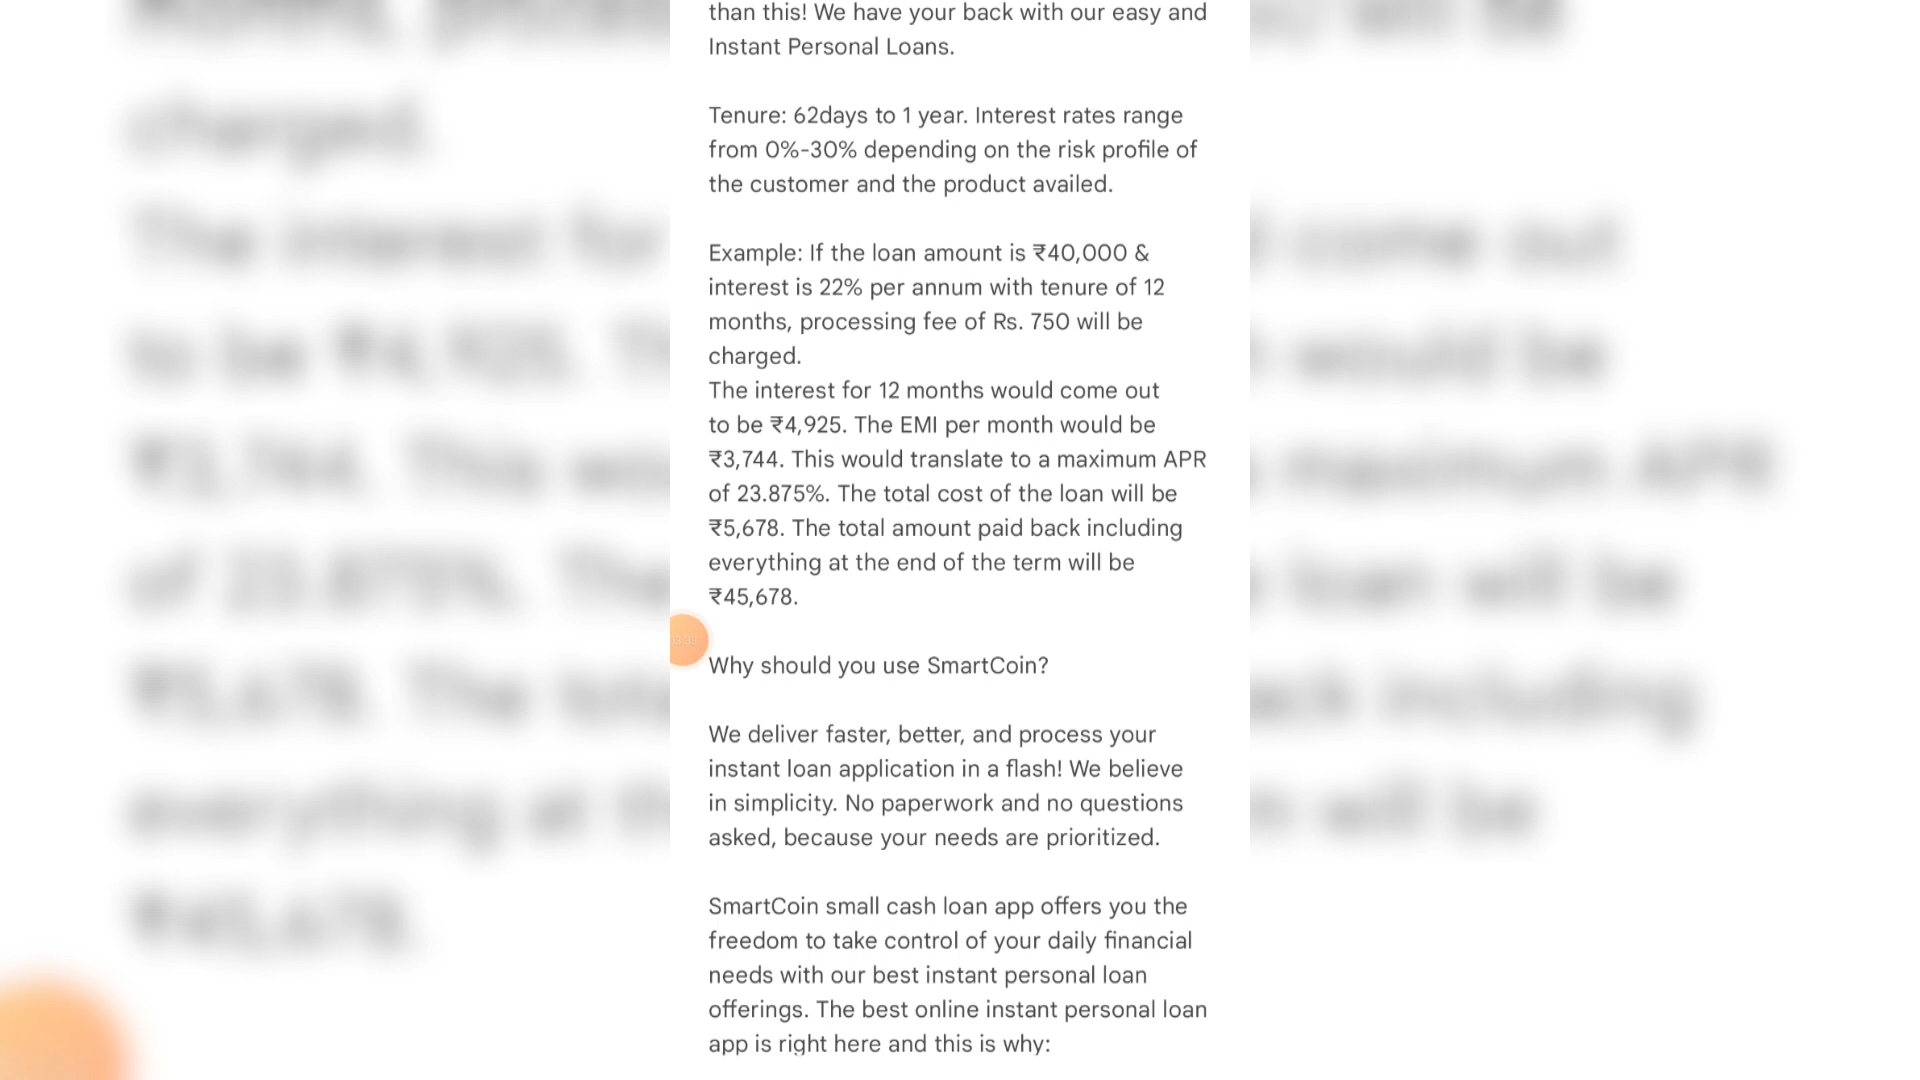 than this! We have your back with our easy and
Instant Personal Loans.
Tenure: 62days to 1 year. Interest rates range
from 0%-30% depending on the risk profile of
the customer and the product availed.
Example: If the loan amount is ₹40,000 &
interest is 22% per annum with tenure of 12
months, processing fee of Rs. 750 will be
charged.
The interest for 12 months would come out
to be ₹4,925. The EMI per month would be
₹3,744. This would translate to a maximum APR
of 23.875%. The total cost of the loan will be
₹5,678. The total amount paid back including
everything at the end of the term will be
₹45,678.
Why should you use SmartCoin?
We deliver faster, better, and process your
instant loan application in a flash! We believe
in simplicity. No paperwork and no questions
asked, because your needs are prioritized.
SmartCoin small cash loan app offers you the
freedom to take control of your daily financial
needs with our best instant personal loan
offerings. The best online instant personal loan
app is right here and this is why: